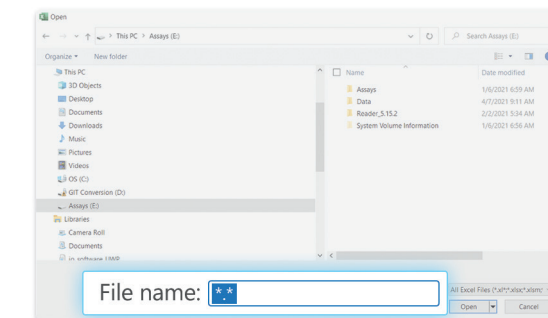 Open
> This PC > Assays (E:)
Search Assays (E:)
Organize
New folder
This PC
3D Objects
Desktop
Documents
Downloads
Music
Pictures
Videos
OS (C:)
GIT Conversion (D:)
Assays (E:)
Libraries
Camera Roll
Documents
Name
Date modified
Assays
1/6/2021 6:59 AM
Data
4/7/2021 9:11 AM
Reader_5.15.2
2/2/2021 5:34 AM
System Volume Information
1/6/2021 6:56 AM
File name: *.*
All Excel Files (*.xl*;*.xlsx;*.xlsm;
Open
Cancel